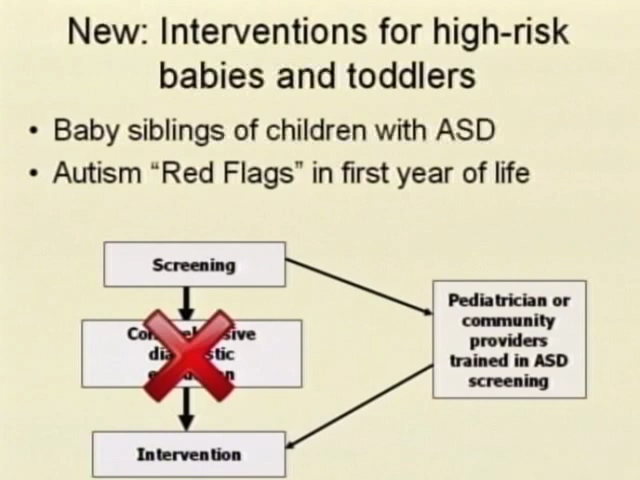 New: Interventions for high-risk
babies and toddlers
• Baby siblings of children with ASD
• Autism “Red Flags” in first year of life
Screening
Pediatrician or
community
providers
trained in ASD
screening
Intervention